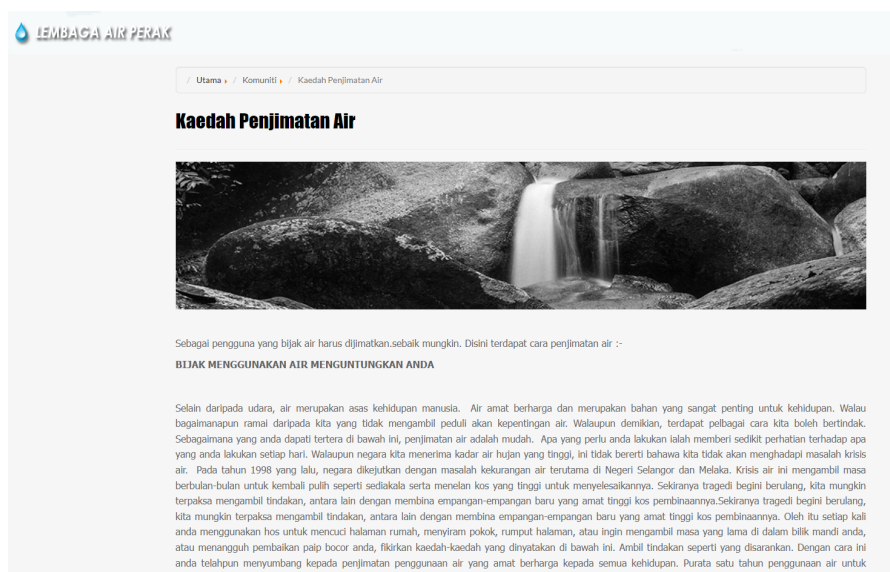 LEMBAGA AIR PERAK
/ Utama / Komuniti / Kaedah Penjimatan Air
Kaedah Penjimatan Air
Sebagai pengguna yang bijak air harus dijimatkan.sebaik mungkin. Disini terdapat cara penjimatan air :-
BIJAK MENGGUNAKAN AIR MENGUNTUNGKAN ANDA
Selain daripada udara, air merupakan asas kehidupan manusia. Air amat berharga dan merupakan bahan yang sangat penting untuk kehidupan. Walau
bagaimanapun ramai daripada kita yang tidak mengambil peduli akan kepentingan air. Walaupun demikian, terdapat pelbagai cara kita boleh bertindak.
Sebagaimana yang anda dapati tertera di bawah ini, penjimatan air adalah mudah. Apa yang perlu anda lakukan ialah memberi sedikit perhatian terhadap apa
yang anda lakukan setiap hari. Walaupun negara kita menerima kadar air hujan yang tinggi, ini tidak bererti bahawa kita tidak akan menghadapi masalah krisis
air. Pada tahun 1998 yang lalu, negara dikejutkan dengan masalah kekurangan air terutama di Negeri Selangor dan Melaka. Krisis air ini mengambil masa
berbulan-bulan untuk kembali pulih seperti sediakala serta menelan kos yang tinggi untuk menyelesaikannya. Sekiranya tragedi begini berulang, kita mungkin
terpaksa mengambil tindakan, antara lain dengan membina empangan-empangan baru yang amat tinggi kos pembinaannya.Sekiranya tragedi begini berulang,
kita mungkin terpaksa mengambil tindakan, antara lain dengan membina empangan-empangan baru yang amat tinggi kos pembinaannya. Oleh itu setiap kali
anda menggunakan hos untuk mencuci halaman rumah, menyiram pokok, rumput halaman, atau ingin mengambil masa yang lama di dalam bilik mandi anda,
atau menangguh pembaikan paip bocor anda, fikirkan kaedah-kaedah yang dinyatakan di bawah ini. Ambil tindakan seperti yang disarankan. Dengan cara ini
anda telahpun menyumbang kepada penjimatan penggunaan air yang amat berharga kepada semua kehidupan. Purata satu tahun penggunaan air untuk